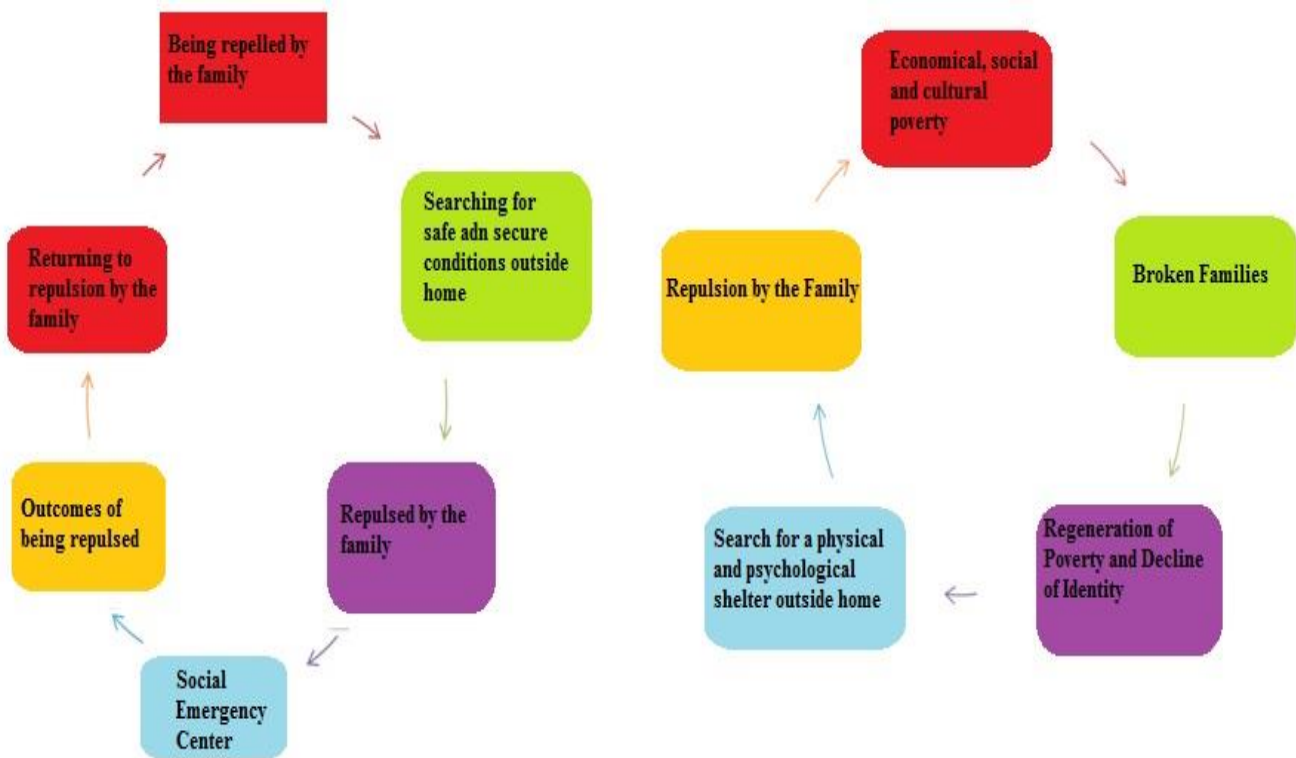 Being repelled by
the family
Searching for
safe adn secure
conditions outside
home
Repulsed by the
family
Social
Emergency
Center
Outcomes of
being repulsed
Returning to
repulsion by the
family
Economical, social
and cultural
poverty
Broken Families
Regeneration of
Poverty and Decline
of Identity
Search for a physical
and psychological
shelter outside home
Repulsion by the Family